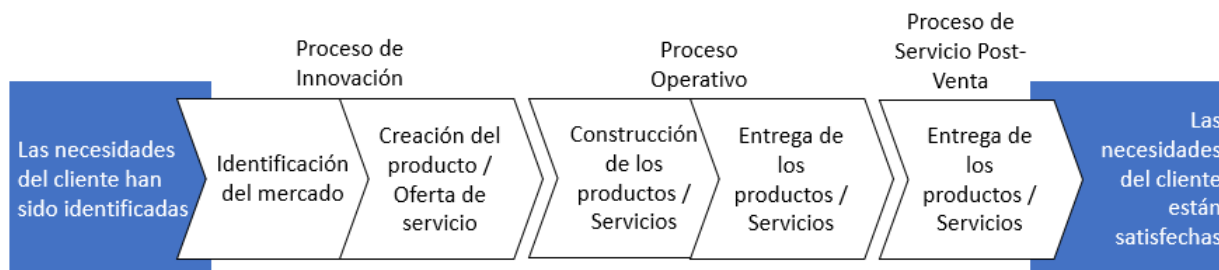 Proceso de
Innovación
Proceso
Operativo
Proceso de
Servicio Post-
Venta
Las necesidades
del cliente han
sido identificadas
Identificación
del mercado
Creación del
producto /
Oferta de
servicio
Construcción
de los
productos /
Servicios
Entrega de
los
productos /
Servicios
Entrega de
los
productos /
Servicios
Las
necesidades
del cliente
están
satisfechas